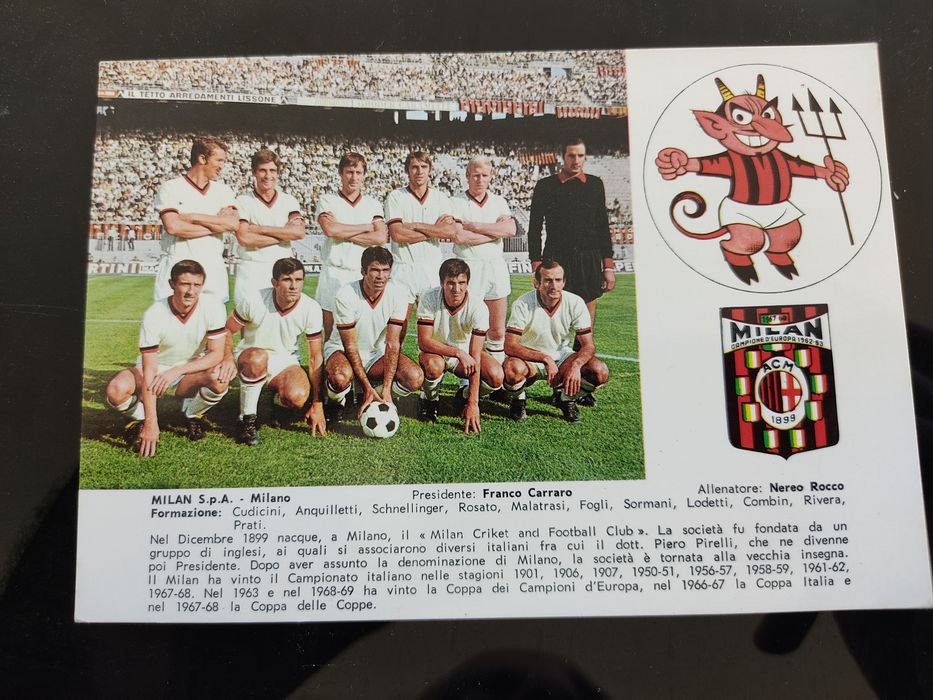 IL TETTO ARREDAMENTI LISSONE
MILAN
CAMPIONE D'EUROPA 1962-63
ACM
1899
MILAN S.p.A. - Milano
Presidente: Franco Carraro
Allenatore: Nereo Rocco
Formazione: Cudicini, Anquilletti, Schnellinger, Rosato, Malatrasi, Fogli, Sormani, Lodetti, Combin, Rivera,
Prati.
Nel Dicembre 1899 nacque, a Milano, il « Milan Criket and Football Club ». La società fu fondata da un
gruppo di inglesi, ai quali si associarono diversi italiani fra cui il dott. Piero Pirelli, che ne divenne
poi Presidente. Dopo aver assunto la denominazione di Milano, la società è tornata alla vecchia insegna.
Il Milan ha vinto il Campionato italiano nelle stagioni 1901, 1906, 1907, 1950-51, 1956-57, 1958-59, 1961-62,
1967-68. Nel 1963 e nel 1968-69 ha vinto la Coppa dei Campioni d'Europa, nel 1966-67 la Coppa Italia e
nel 1967-68 la Coppa delle Coppe.